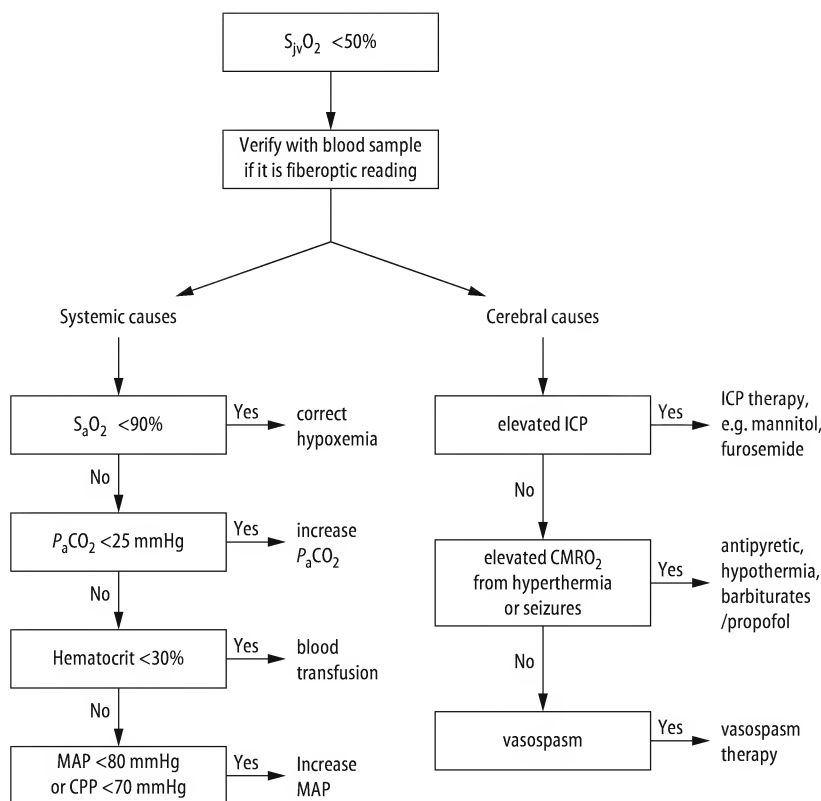 SjvO2 <50%
Verify with blood sample
if it is fiberoptic reading
Systemic causes
SaO2 <90%
Yes
correct
hypoxemia
No
PaCO2 <25 mmHg
Yes
increase
PaCO2
No
Hematocrit <30%
Yes
blood
transfusion
No
MAP <80 mmHg
or CPP <70 mmHg
Yes
Increase
MAP
Cerebral causes
elevated ICP
Yes
ICP therapy,
e.g. mannitol,
furosemide
No
elevated CMRO2
from hyperthermia
or seizures
Yes
antipyretic,
hypothermia,
barbiturates
/propofol
No
vasospasm
Yes
vasospasm
therapy